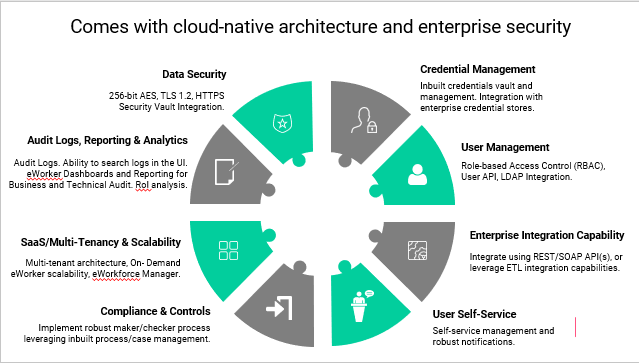 Comes with cloud-native architecture and enterprise security
Data Security
256-bit AES, TLS 1.2, HTTPS
Security Vault Integration.
Credential Management
Inbuilt credentials vault and
management. Integration with
enterprise credential stores.
Audit Logs, Reporting & Analytics
Audit Logs. Ability to search logs in the UI.
eWorker Dashboards and Reporting for
Business and Technical Audit. RoI analysis.
User Management
Role-based Access Control (RBAC),
User API, LDAP Integration.
SaaS/Multi-Tenancy & Scalability
Multi-tenant architecture, On- Demand
eWorker scalability, eWorkforce Manager.
Enterprise Integration Capability
Integrate using REST/SOAP API(s), or
leverage ETL integration capabilities.
Compliance & Controls
Implement robust maker/checker process
leveraging inbuilt process/case management.
User Self-Service
Self-service management and
robust notifications.